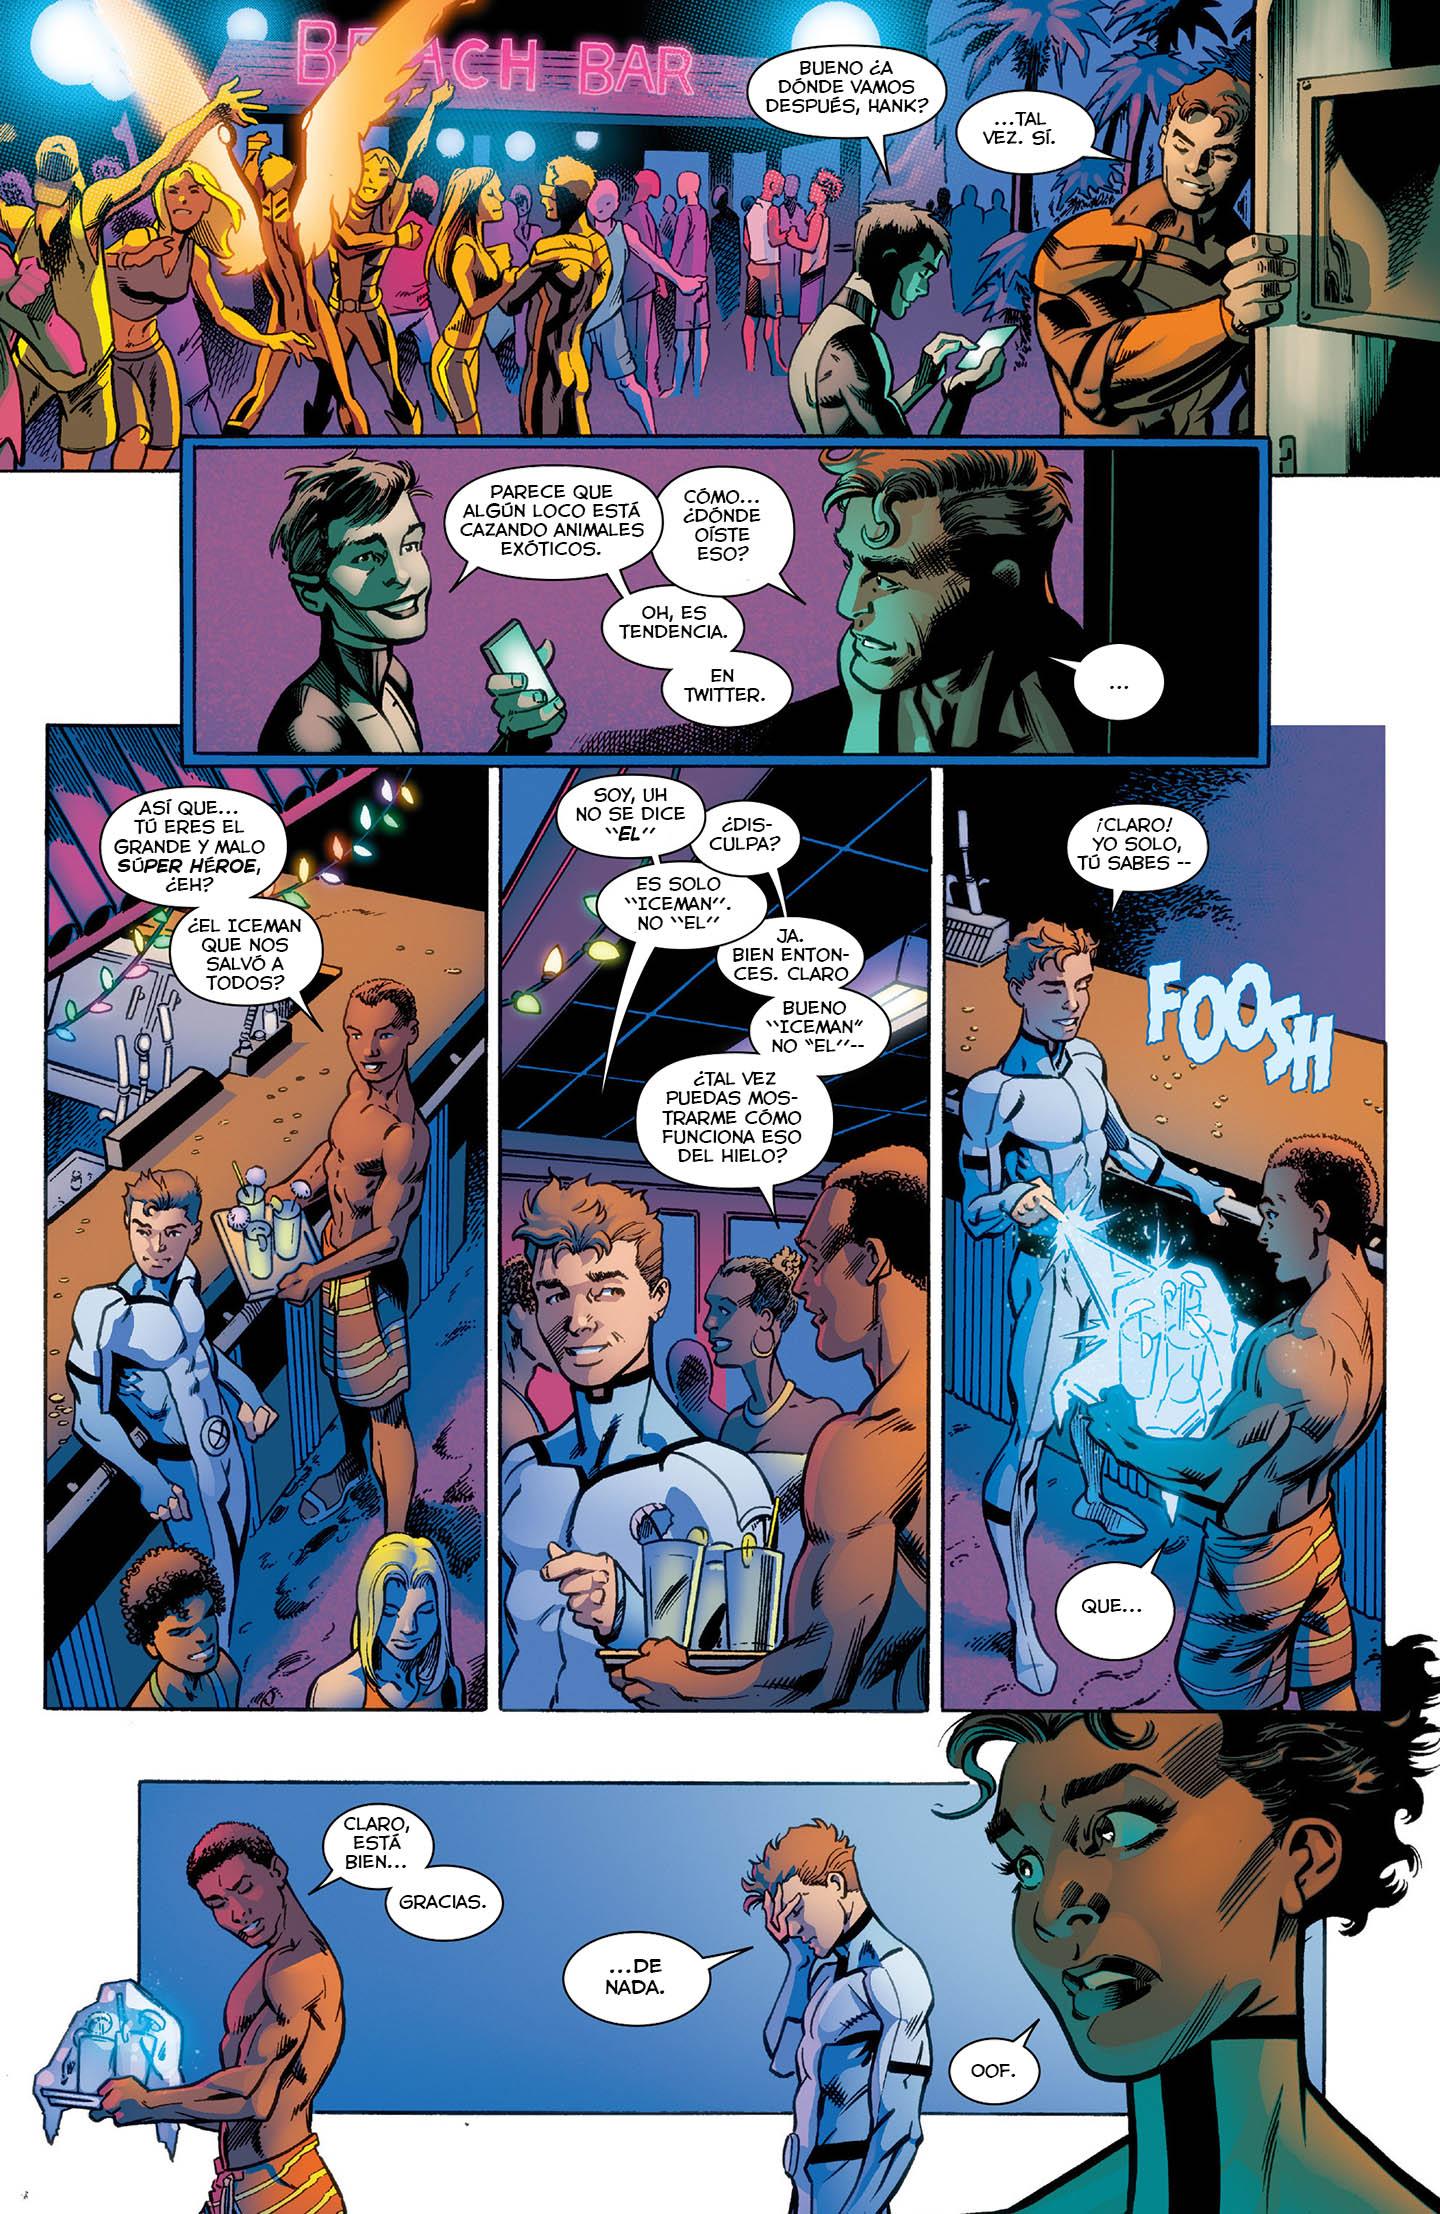 BEACH BAR
BUENO ¿A
DÓNDE VAMOS
DESPUÉS, HANK?
...TAL
VEZ. SÍ.
PARECE QUE
ALGÚN LOCO ESTÁ
CAZANDO ANIMALES
EXÓTICOS.
CÓMO...
¿DÓNDE
OÍSTE
ESO?
OH, ES
TENDENCIA.
EN
TWITTER.
...
ASÍ QUE...
TÚ ERES EL
GRANDE Y MALO
SÚPER HÉROE,
¿EH?
¿EL ICEMAN
QUE NOS
SALVÓ A
TODOS?
SOY, UH
NO SE DICE
"EL"
¿DIS-
CULPA?
ES SOLO
"ICEMAN".
NO "EL"
JA.
BIEN ENTON-
CES. CLARO
BUENO
"ICEMAN"
NO "EL"--
¿TAL VEZ
PUEDAS MOS-
TRARME CÓMO
FUNCIONA ESO
DEL HIELO?
¡CLARO!
YO SOLO,
TÚ SABES --
FOOSH
QUE...
CLARO,
ESTÁ
BIEN...
GRACIAS.
...DE
NADA.
OOF.